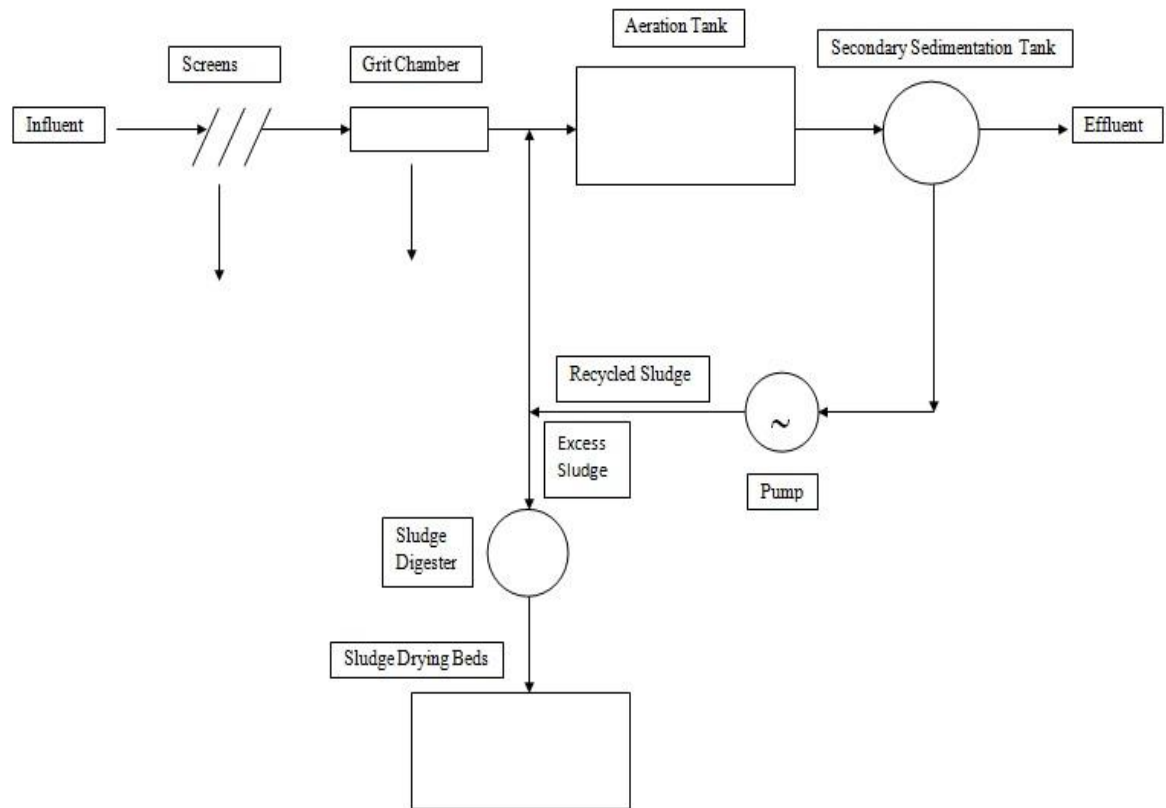 Aeration Tank
Secondary Sedimentation Tank
Screens
Grit Chamber
Influent
Effluent
Recycled Sludge
~
Excess
Sludge
Pump
Sludge
Digester
Sludge Drying Beds